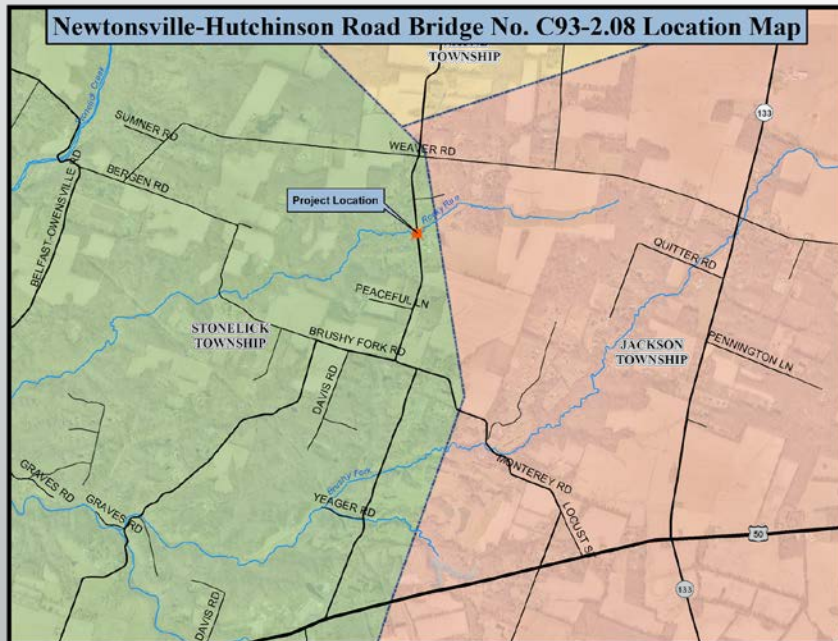 Newtonsville-Hutchinson Road Bridge No. C93-2.08 Location Map
TOWNSHIP
133
SUMNER RD
WEAVER RD
BERGEN RD
BELFAST-OWENSVILLE RD
Project Location
Rocky Run
QUITTER RD
PEACEFUL LN
STONELICK
TOWNSHIP
BRUSHY FORK RD
JACKSON
TOWNSHIP
PENNINGTON LN
DAVIS RD
Brushy Fork
MONTEREY RD
GRAVES RD
GRAVES RD
YEAGER RD
LOCUST S
50
133
DAVIS RD